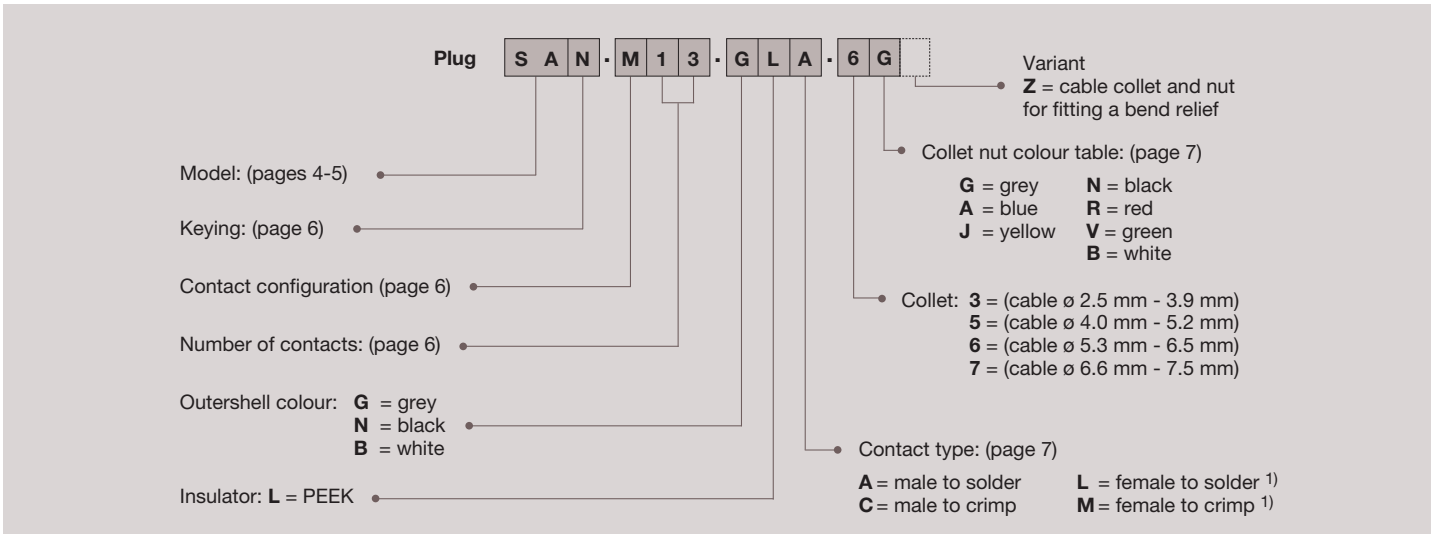 Plug S A N · M 1 3 · G L A · 6 G
Variant
Z = cable collet and nut
for fitting a bend relief
Collet nut colour table: (page 7)
G = grey N = black
A = blue R = red
J = yellow V = green
B = white
Model: (pages 4-5)
Keying: (page 6)
Contact configuration (page 6)
Number of contacts: (page 6)
Collet: 3 = (cable ø 2.5 mm - 3.9 mm)
5 = (cable ø 4.0 mm - 5.2 mm)
6 = (cable ø 5.3 mm - 6.5 mm)
7 = (cable ø 6.6 mm - 7.5 mm)
Outershell colour: G = grey
N = black
B = white
Insulator: L = PEEK
Contact type: (page 7)
A = male to solder L = female to solder 1)
C = male to crimp M = female to crimp 1)